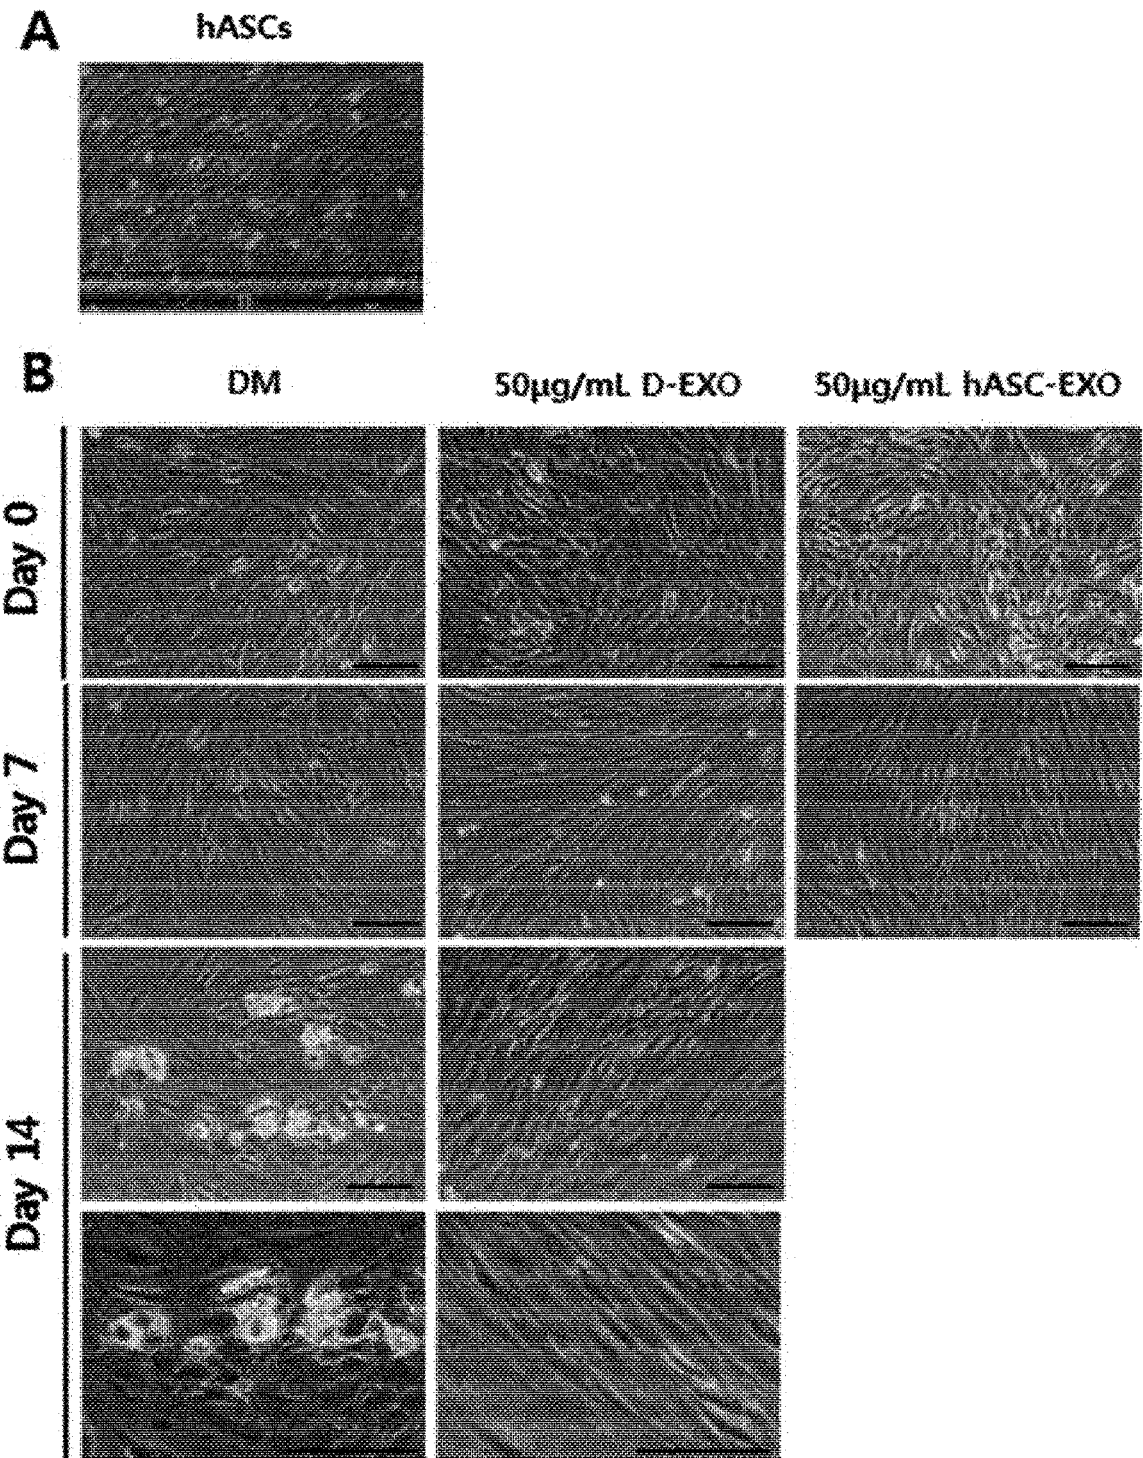 A
hASCs
B
DM
50μg/mL D-EXO
50μg/mL hASC-EXO
Day 0
Day 7
Day 14